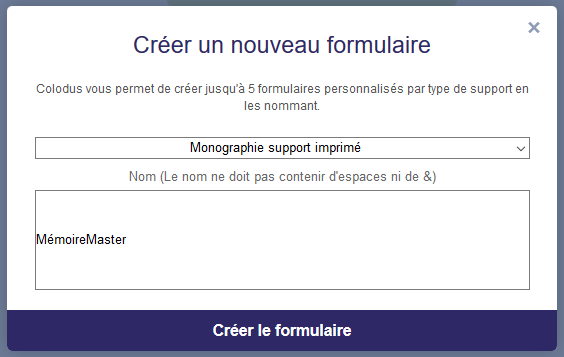 ×
Créer un nouveau formulaire
Colodus vous permet de créer jusqu'à 5 formulaires personnalisés par type de support en
les nommant.
Monographie support imprimé
Nom (Le nom ne doit pas contenir d'espaces ni de &)
MémoireMaster
Créer le formulaire